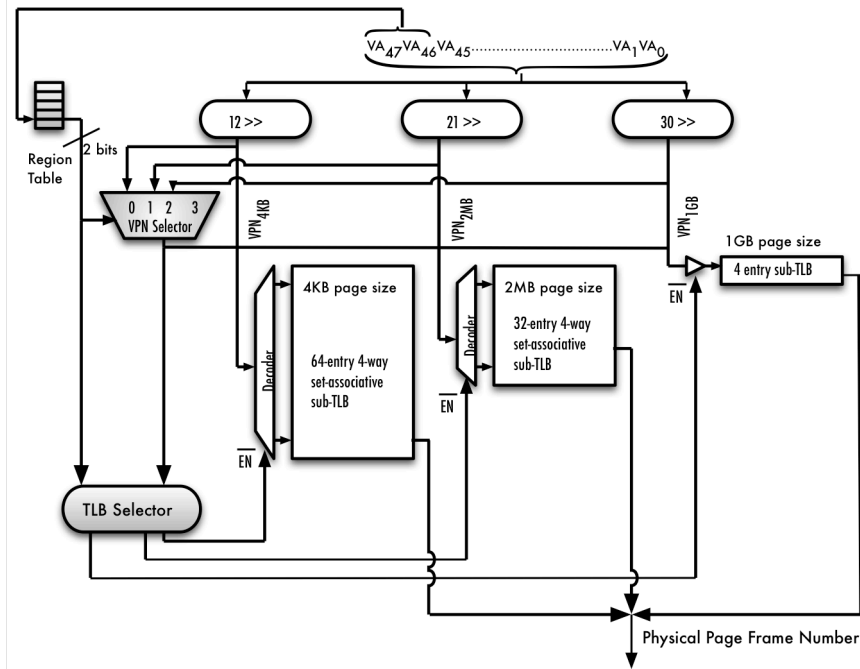 VA47VA46VA45......................................VA1VA0
12 >>
21 >>
30 >>
Region
Table
2 bits
0 1 2 3
VPN Selector
VPN4KB
VPN2MB
VPN1GB
1GB page size
4 entry sub-TLB
EN
4KB page size
64-entry 4-way
set-associative
sub-TLB
Decoder
EN
2MB page size
32-entry 4-way
set-associative
sub-TLB
Decoder
EN
TLB Selector
Physical Page Frame Number